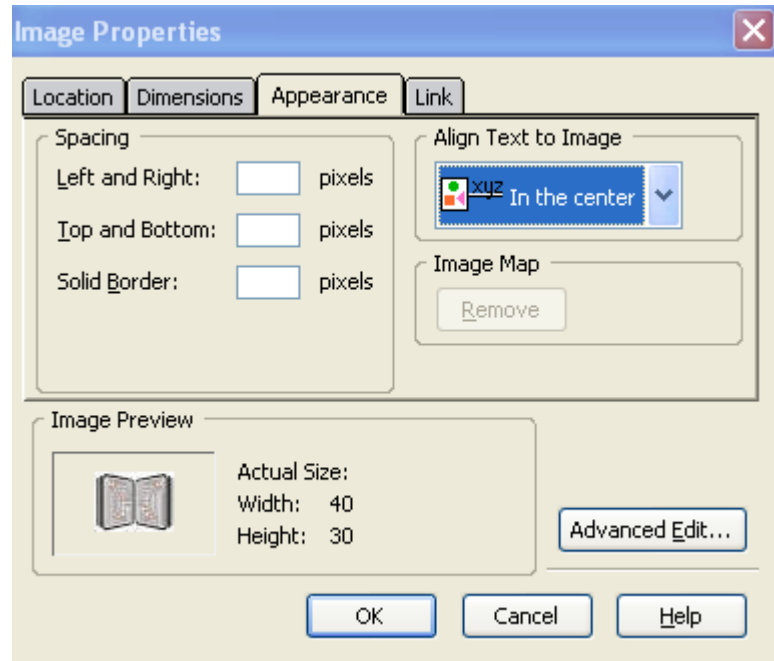 Image Properties
Location Dimensions Appearance Link
Spacing
Left and Right: pixels
Top and Bottom: pixels
Solid Border: pixels
Align Text to Image
xyz In the center
Image Map
Remove
Image Preview
Actual Size:
Width: 40
Height: 30
Advanced Edit...
OK Cancel Help